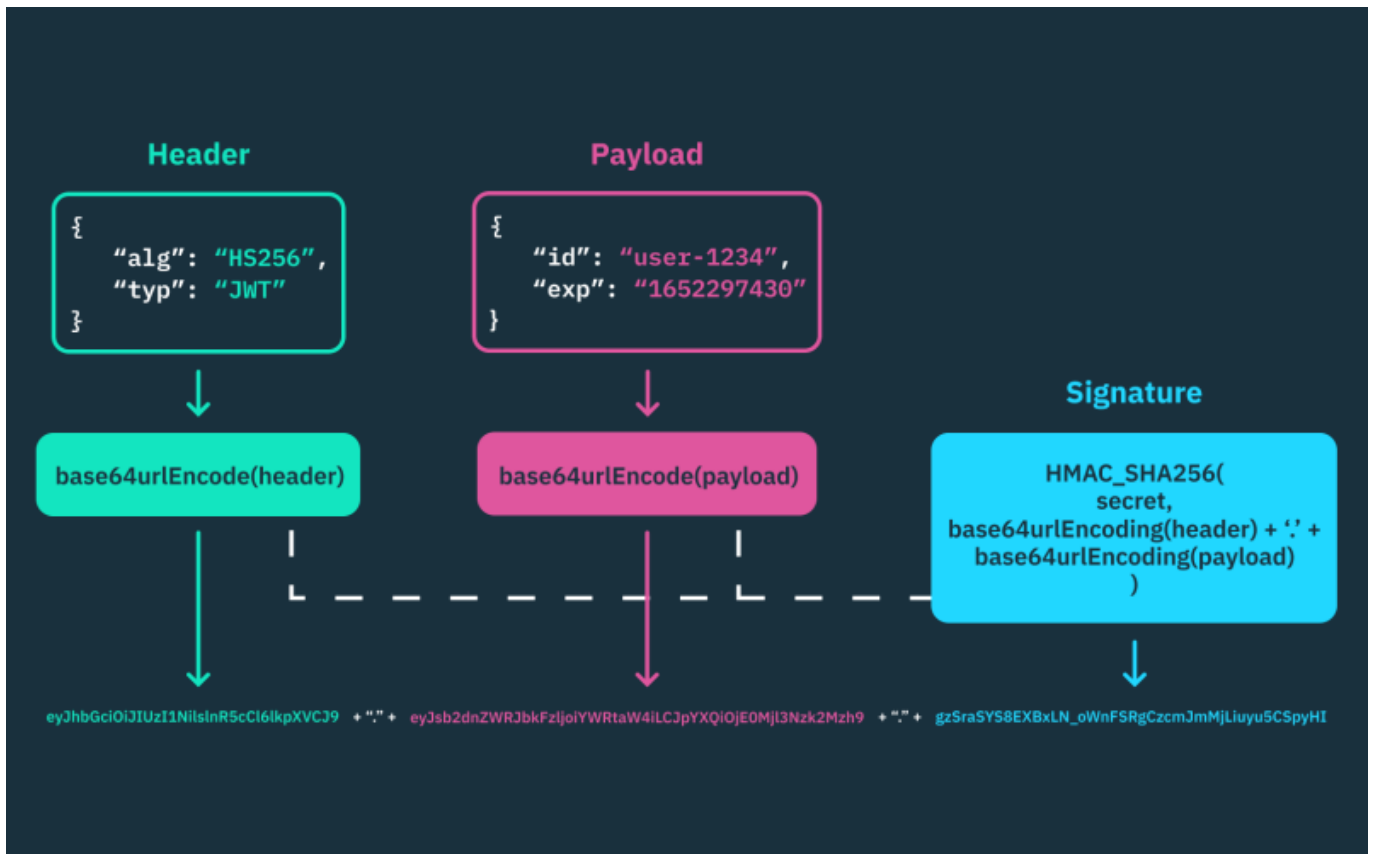 Header
{
“alg”: “HS256”,
“typ”: “JWT”
}
base64urlEncode(header)
Payload
{
“id”: “user-1234”,
“exp”: “1652297430”
}
base64urlEncode(payload)
Signature
HMAC_SHA256(
secret,
base64urlEncoding(header) + ‘.’ +
base64urlEncoding(payload)
)
eyJhbGciOiJIUzI1NilsInR5cCl6IkpXVCJ9 + “.” + eyJsb2dnZWRJbkFzIjoiYWRtaW4iLCJpYXQiOjE0MjI3Nzk2Mzh9 + “.” + gzSraSYS8EXBxLN_oWnFSRgCzcmJmMjLiuyu5CSpyHI